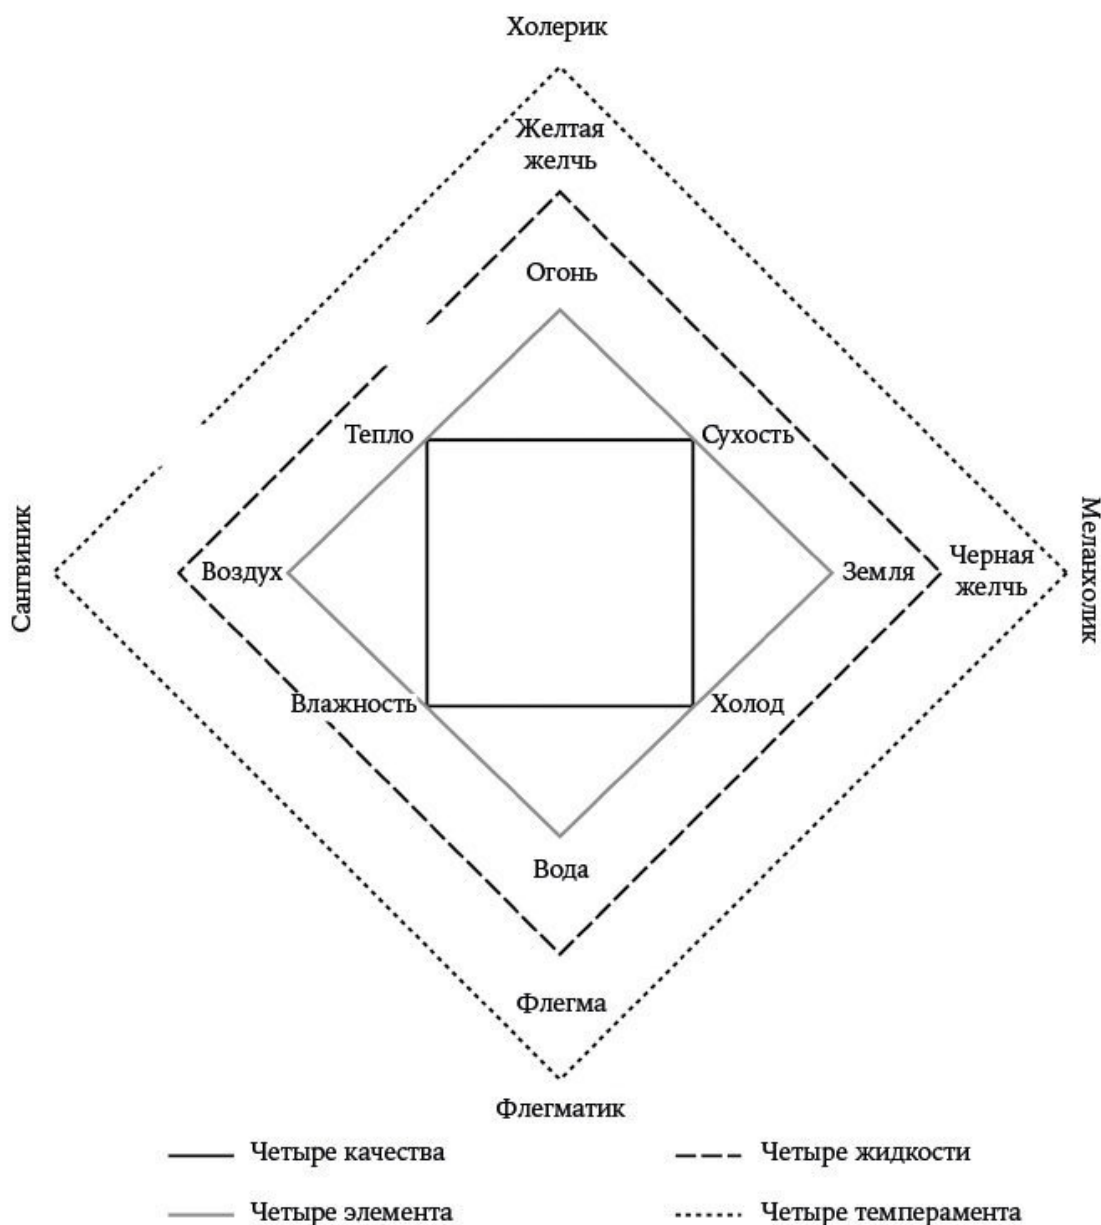 Холерик
Желтая
желчь
Огонь
Тепло
Сухость
Сангвиник
Воздух
Земля
Черная
желчь
Меланхолик
Влажность
Холод
Вода
Флегма
Флегматик
Четыре качества
Четыре жидкости
Четыре элемента
Четыре темперамента